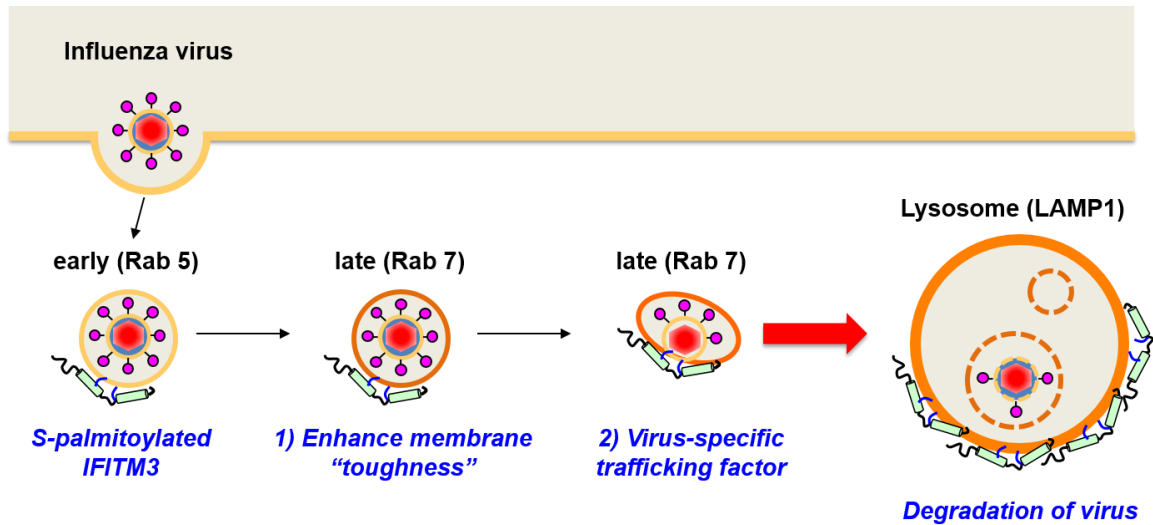 Influenza virus
Lysosome (LAMP1)
early (Rab 5)
late (Rab 7)
late (Rab 7)
S-palmitoylated
IFITM3
1) Enhance membrane
“toughness”
2) Virus-specific
trafficking factor
Degradation of virus